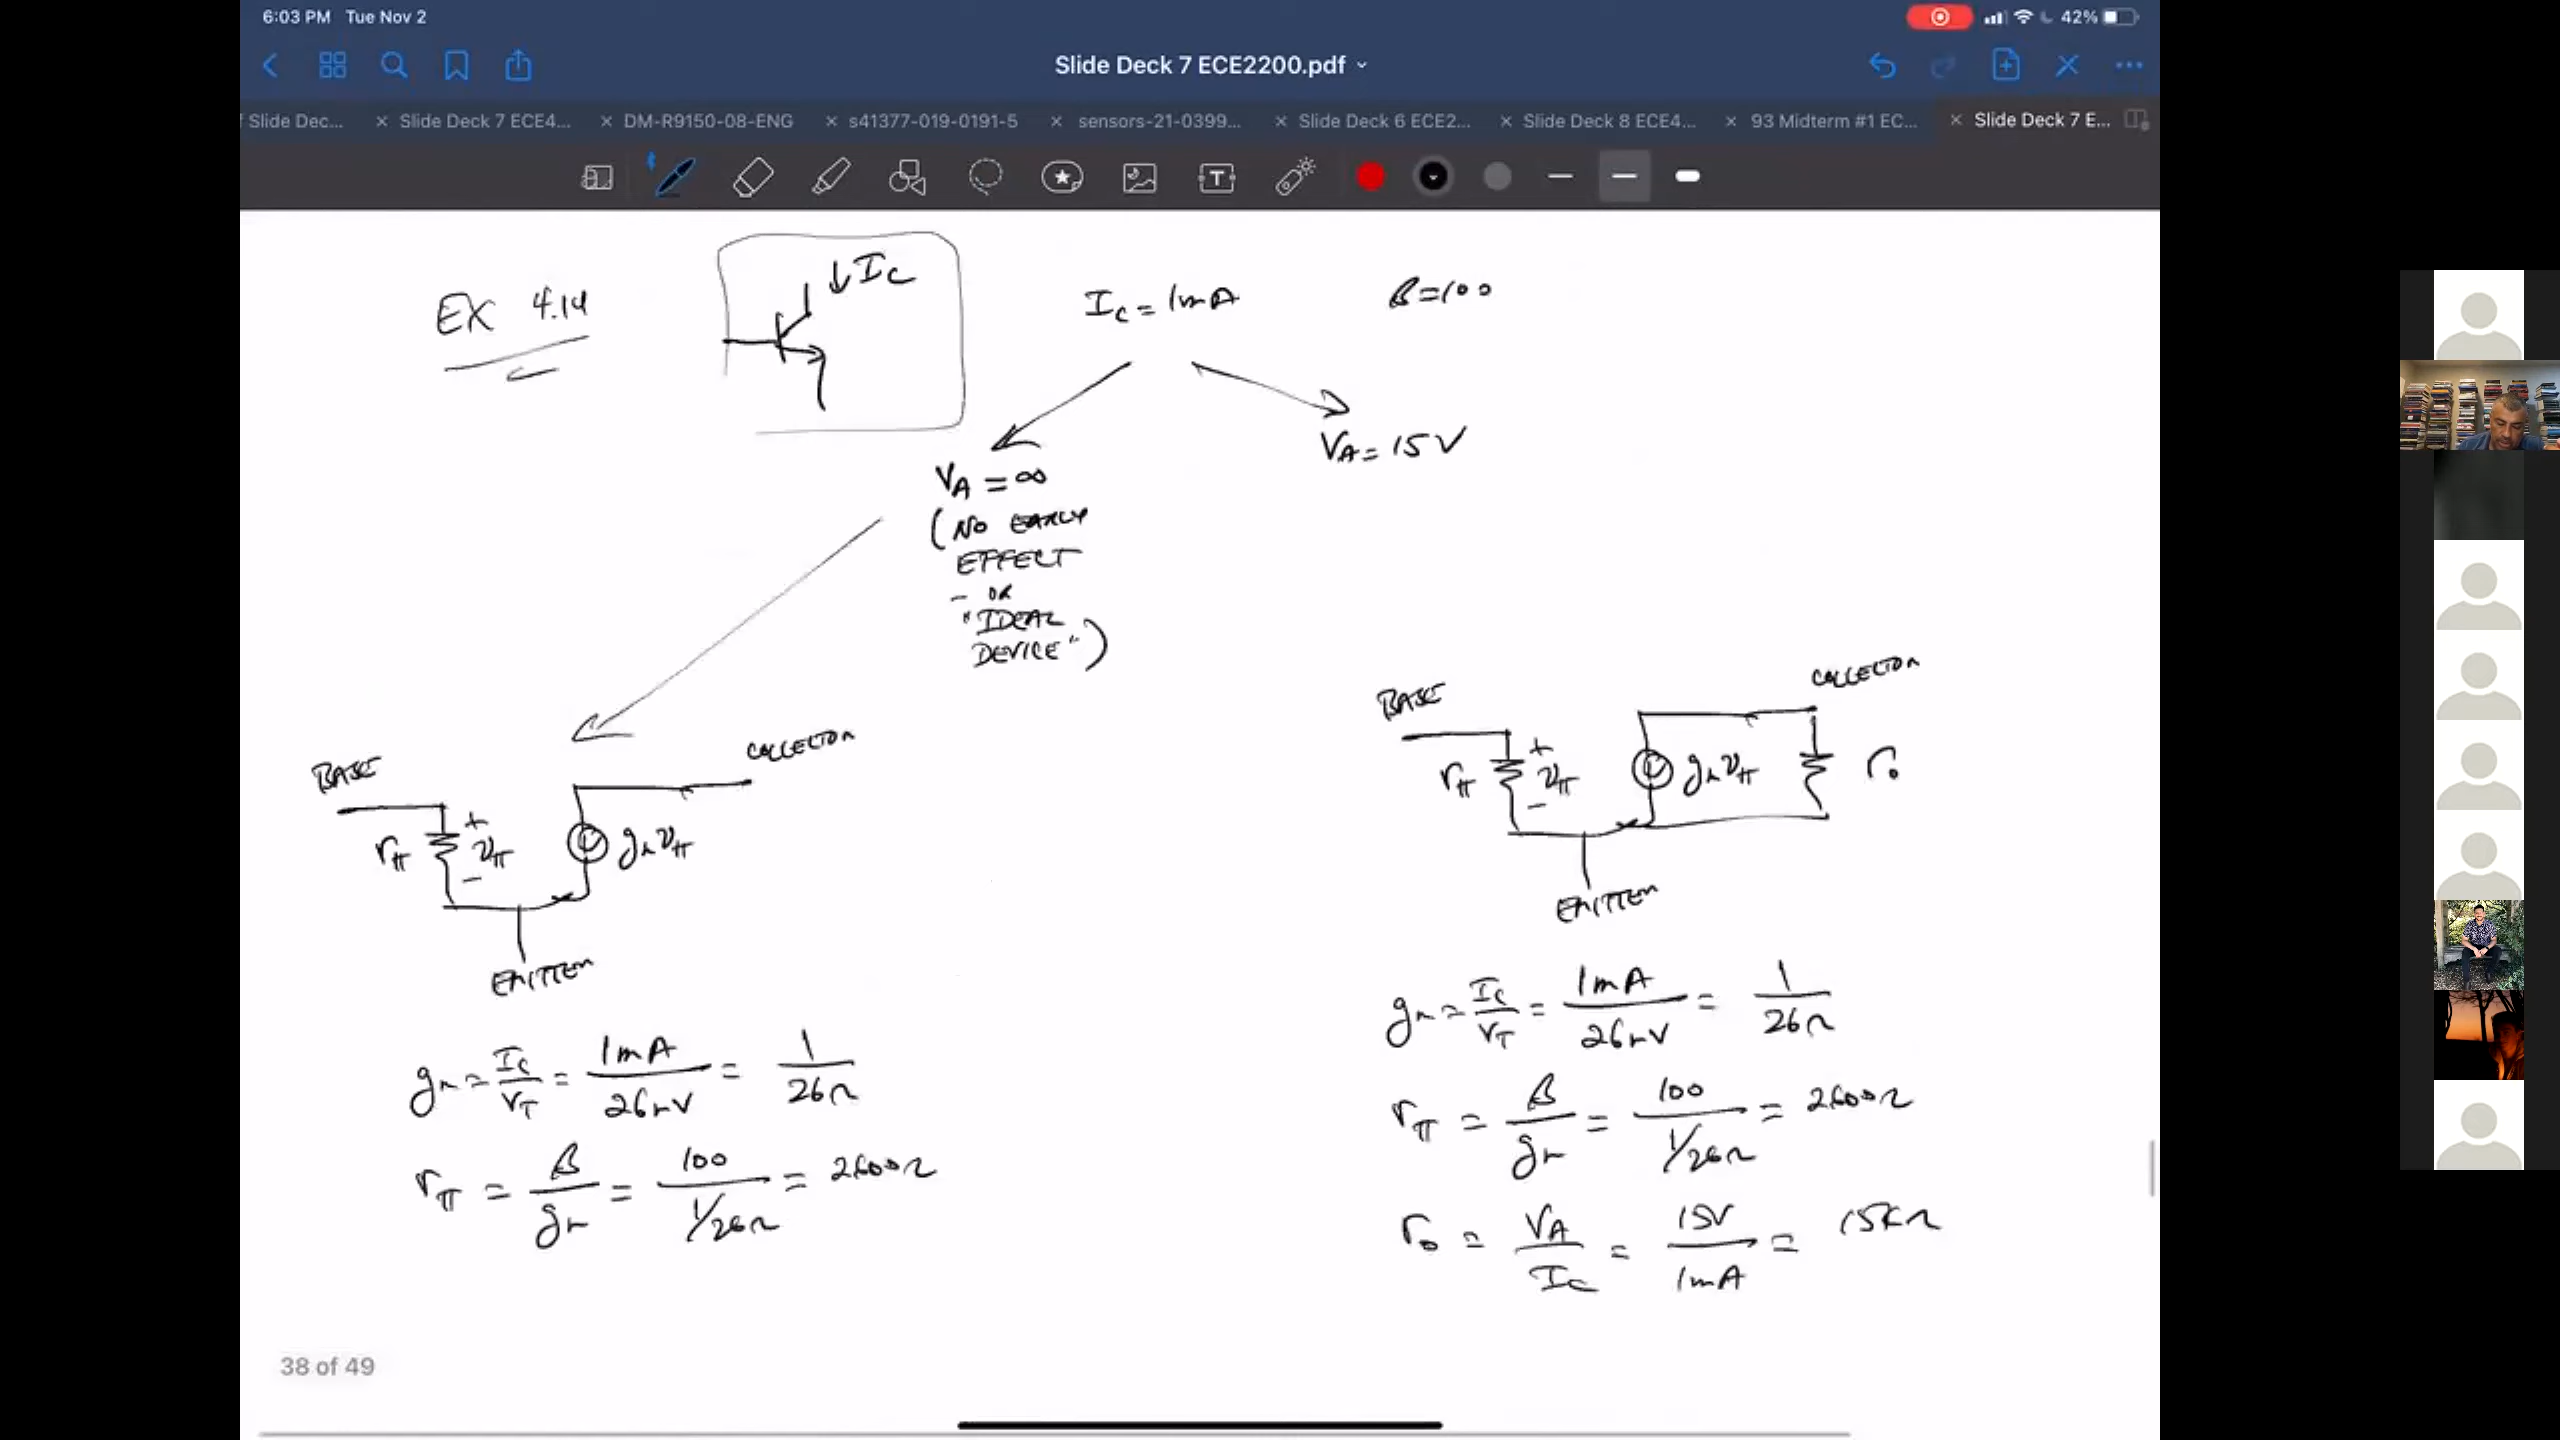 6:03 PM Tue Nov 2
42%
Slide Deck 7 ECE2200.pdf
f Slide Dec...
Slide Deck 7 ECE4...
DM-R9150-08-ENG
s41377-019-0191-5
sensors-21-0399...
Slide Deck 6 ECE2...
Slide Deck 8 ECE4...
93 Midterm #1 EC...
Slide Deck 7 E...
EX 4.14
↓IC
IC = 1mA
β=100
VA = ∞
(NO EARLY
EFFECT
- OR
"IDEAL
DEVICE")
VA = 15V
BASE
COLLECTOR
rπ
+
vπ
-
gmvπ
EMITTER
gm = IC/VT = 1mA/26mV = 1/26Ω
rπ = β/gm = 100/(1/26Ω) = 2600Ω
BASE
COLLECTOR
rπ
+
vπ
-
gmvπ
ro
EMITTER
gm = IC/VT = 1mA/26mV = 1/26Ω
rπ = β/gm = 100/(1/26Ω) = 2600Ω
ro = VA/IC = 15V/1mA = 15kΩ
38 of 49